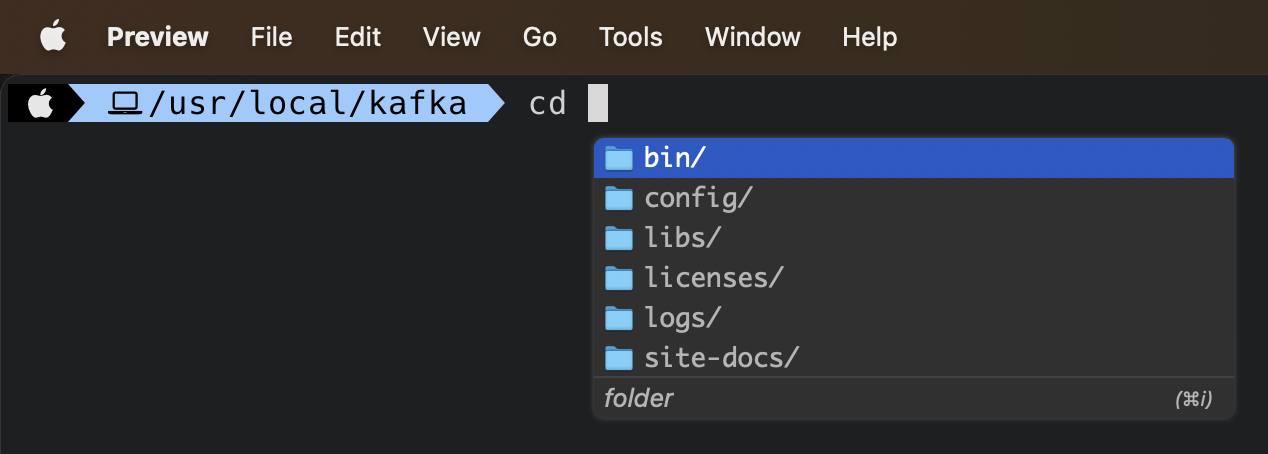 Preview File Edit View Go Tools Window Help
/usr/local/kafka cd
bin/
config/
libs/
licenses/
logs/
site-docs/
folder (⌘i)